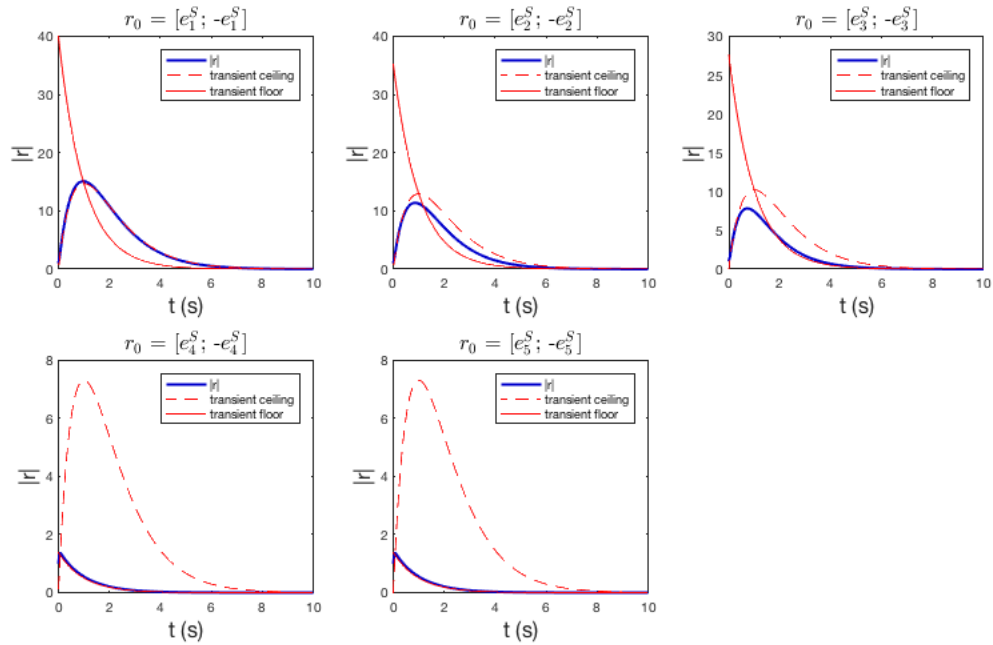 r₀ = [e₁ˢ; -e₁ˢ]
40
30
20
10
0
|r|
|r|
transient ceiling
transient floor
0 2 4 6 8 10
t (s)
r₀ = [e₂ˢ; -e₂ˢ]
40
30
20
10
0
|r|
|r|
transient ceiling
transient floor
0 2 4 6 8 10
t (s)
r₀ = [e₃ˢ; -e₃ˢ]
30
25
20
15
10
5
0
|r|
|r|
transient ceiling
transient floor
0 2 4 6 8 10
t (s)
r₀ = [e₄ˢ; -e₄ˢ]
8
6
4
2
0
|r|
|r|
transient ceiling
transient floor
0 2 4 6 8 10
t (s)
r₀ = [e₅ˢ; -e₅ˢ]
8
6
4
2
0
|r|
|r|
transient ceiling
transient floor
0 2 4 6 8 10
t (s)